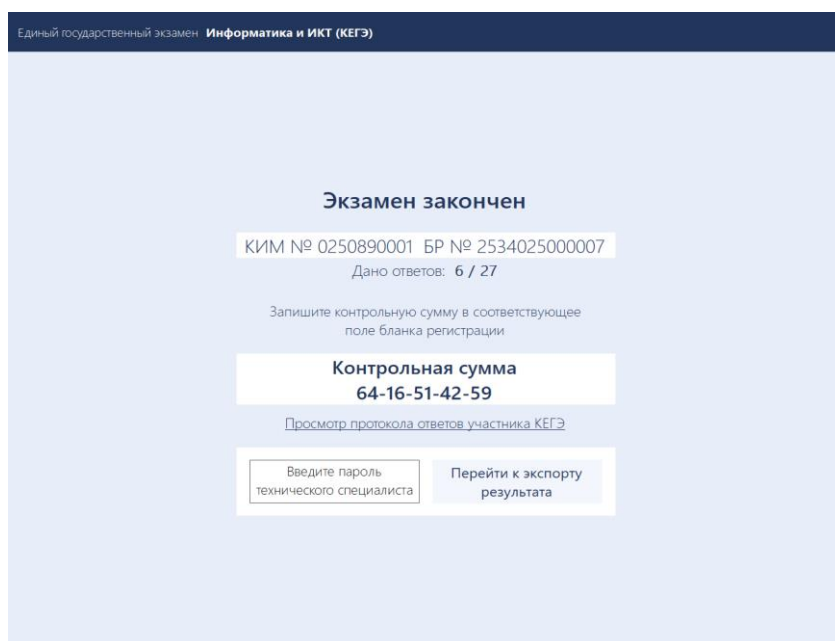 Единый государственный экзамен Информатика и ИКТ (КЕГЭ)
Экзамен закончен
КИМ № 0250890001 БР № 2534025000007
Дано ответов: 6 / 27
Запишите контрольную сумму в соответствующее
поле бланка регистрации
Контрольная сумма
64-16-51-42-59
Просмотр протокола ответов участника КЕГЭ
Введите пароль
технического специалиста
Перейти к экспорту
результата